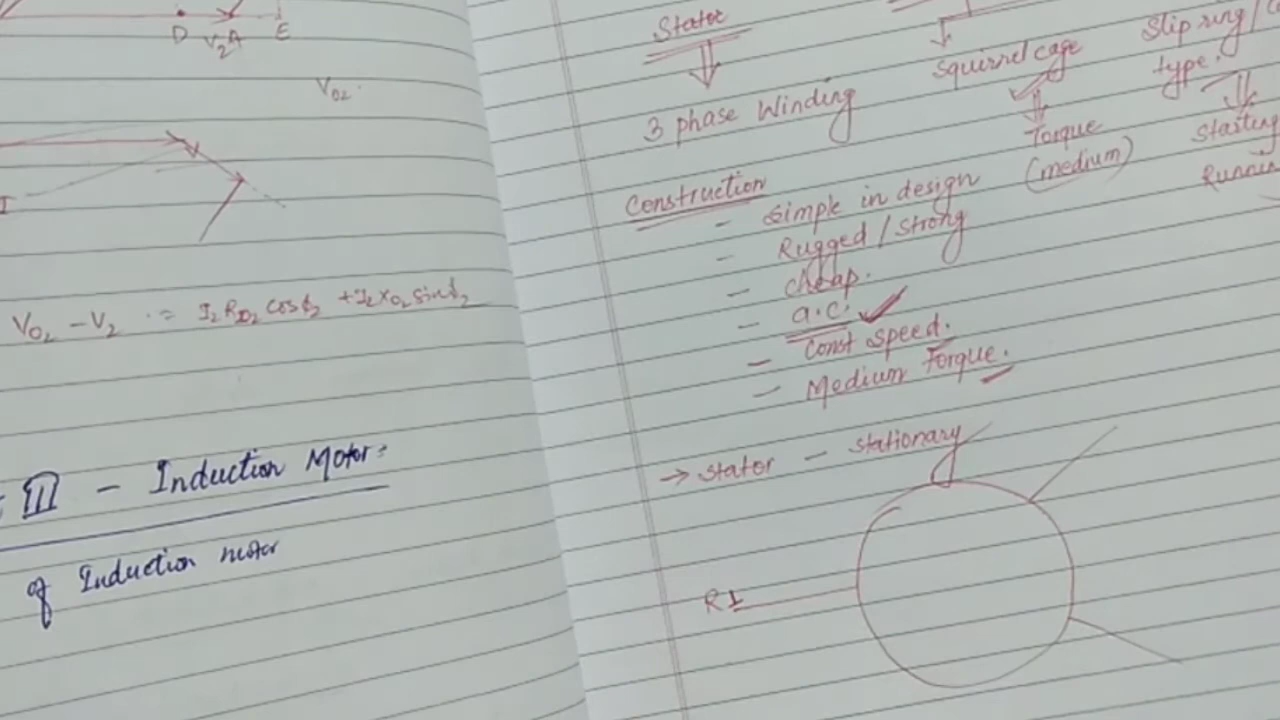 D V2A E
V02
I
V02 - V2 = I2 R02 cosϕ2 + I2 X02 sinϕ2
III - Induction Motor:
of Induction motor
Stator
3 phase Winding
Squirrel cage
Torque
(medium)
Slip ring /
type.
Starting
Construction
- Simple in design
- Rugged / Strong
- cheap.
- a.c.
- Const speed.
- Medium Torque.
→ stator - stationary
RI